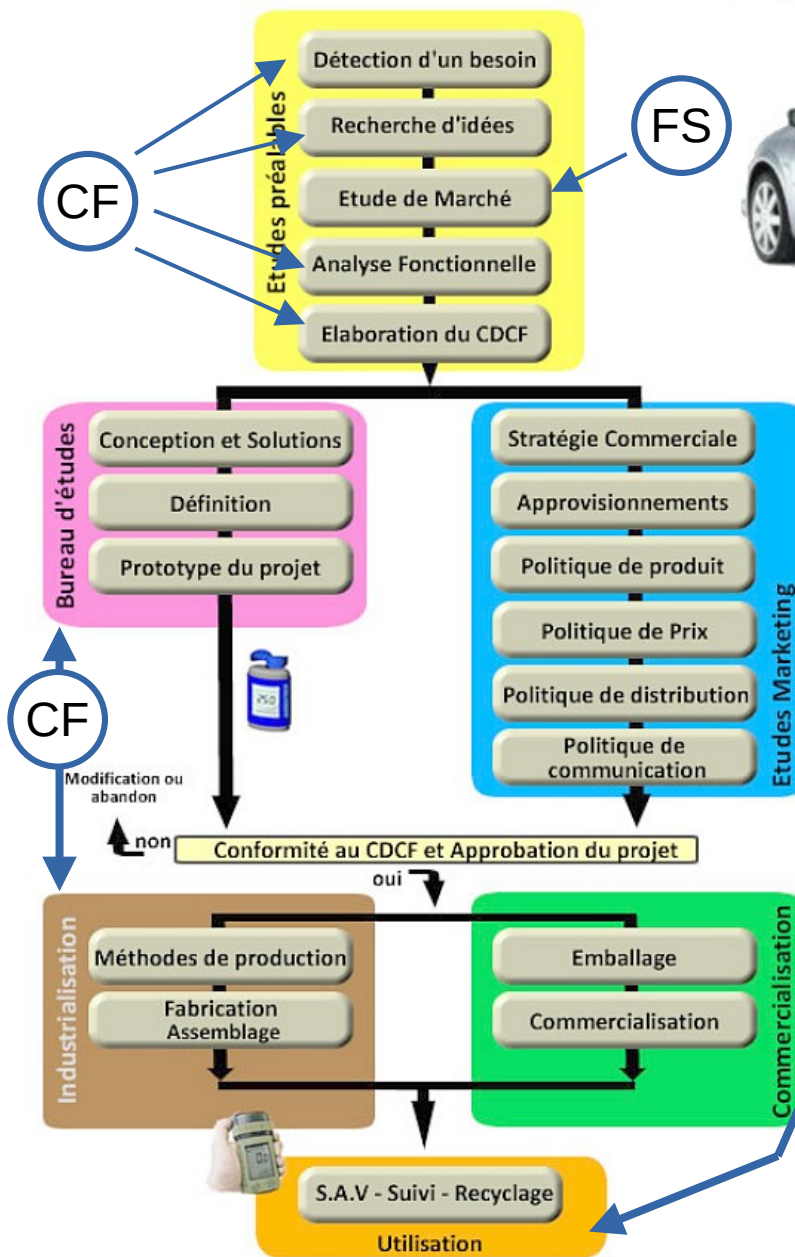 Etudes préalables
Détection d'un besoin
Recherche d'idées
Etude de Marché
Analyse Fonctionnelle
Elaboration du CDCF
CF
FS
Bureau d'études
Conception et Solutions
Définition
Prototype du projet
Etudes Marketing
Stratégie Commerciale
Approvisionnements
Politique de produit
Politique de Prix
Politique de distribution
Politique de
communication
CF
25.0
Modification ou
abandon
non
Conformité au CDCF et Approbation du projet
oui
Industrialisation
Méthodes de production
Fabrication
Assemblage
Commercialisation
Emballage
Commercialisation
S.A.V - Suivi - Recyclage
Utilisation